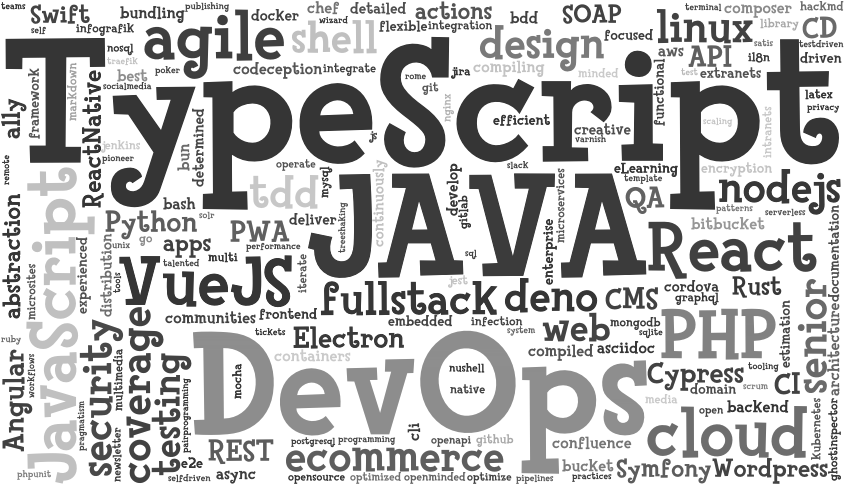 teams
Swift
self
infografik
bundling
publishing
docker
chef
wizard
detailed
flexible
actions
integration
bdd
SOAP
focused
linux
terminal
composer
hackmd
library
CD
agile
shell
design
nosql
traefik
best
socialmedia
poker
codeception
integrate
jira
compiling
minded
aws
API
satis
il8n
testdriven
driven
test
extranets
TypeScript
ally
framework
markdown
ReactNative
rome
git
nginx
efficient
creative
varnish
functional
scaling
intranets
latex
privacy
jenkins
pioneer
bun
determined
js
operate
mysql
continuously
slack
eLearning
template
encryption
remote
tdd
JAVA
develop
gitlab
microservices
QA
nodejs
patterns
serverless
JavaScript
bash
solr
Python
go
unix
apps
PWA
deliver
treeshaking
performance
bitbucket
abstraction
microsites
experienced
distribution
tools
talented
multi
iterate
sql
enterprise
React
documentation
VueJS
jest
fullstack
deno
CMS
cordova
graphql
Rust
communities
frontend
tickets
embedded
infection
system
web
mongodb
sqlite
PHP
estimation
senior
architecture
ruby
Angular
workflows
security
multimedia
coverage
testing
pairprogramming
Electron
containers
compiled
asciidoc
DevOps
mocha
nushell
native
Cypress
tooling
domain
scrum
CI
media
open
backend
pragmatism
newsletter
REST
postgresql
programming
cli
openapi
github
confluence
cloud
Kubernetes
ghostinspector
phpunit
e2e
selfdriven
async
ecommerce
opensource
optimized
openminded
optimize
pipelines
bucket
practices
Symfony
Wordpress